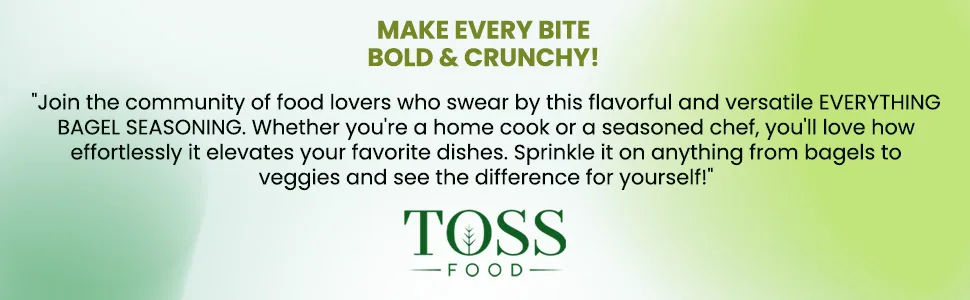 MAKE EVERY BITE
BOLD & CRUNCHY!
"Join the community of food lovers who swear by this flavorful and versatile EVERYTHING
BAGEL SEASONING. Whether you're a home cook or a seasoned chef, you'll love how
effortlessly it elevates your favorite dishes. Sprinkle it on anything from bagels to
veggies and see the difference for yourself!"
TOSS
FOOD